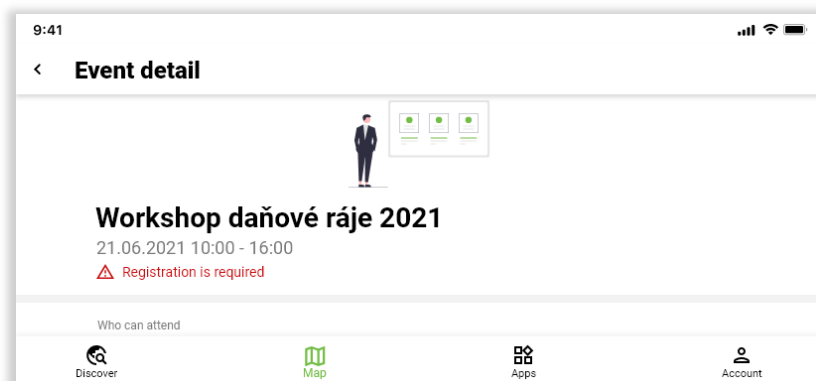 9:41
Event detail
Workshop daňové ráje 2021
21.06.2021 10:00 - 16:00
Registration is required
Who can attend
Discover
Map
Apps
Account